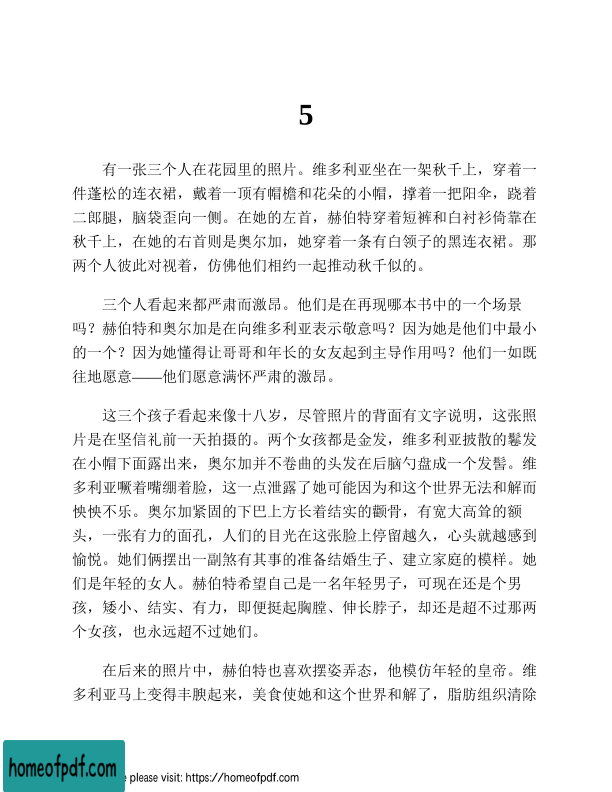 5
有一张三个人在花园里的照片。维多利亚坐在一架秋千上，穿着一
件蓬松的连衣裙，戴着一顶有帽檐和花朵的小帽，撑着一把阳伞，跷着
二郎腿，脑袋歪向一侧。在她的左首，赫伯特穿着短裤和白衬衫倚靠在
秋千上，在她的右首则是奥尔加，她穿着一条有白领子的黑连衣裙。那
两个人彼此对视着，仿佛他们相约一起推动秋千似的。
三个人看起来都严肃而激昂。他们是在再现哪本书中的一个场景
吗？赫伯特和奥尔加是在向维多利亚表示敬意吗？因为她是他们中最小
的一个？因为她懂得让哥哥和年长的女友起到主导作用吗？他们一如既
往地愿意——他们愿意满怀严肃的激昂。
这三个孩子看起来像十八岁，尽管照片的背面有文字说明，这张照
片是在坚信礼前一天拍摄的。两个女孩都是金发，维多利亚披散的鬈发
在小帽下面露出来，奥尔加并不卷曲的头发在后脑勺盘成一个发髻。维
多利亚噘着嘴绷着脸，这一点泄露了她可能因为和这个世界无法和解而
怏怏不乐。奥尔加紧固的下巴上方长着结实的颧骨，有宽大高耸的额
头，一张有力的面孔，人们的目光在这张脸上停留越久，心头就越感到
愉悦。她们俩摆出一副煞有其事的准备结婚生子、建立家庭的模样。她
们是年轻的女人。赫伯特希望自己是一名年轻男子，可现在还是个男
孩，矮小、结实、有力，即便挺起胸膛、伸长脖子，却还是超不过那两
个女孩，也永远超不过她们。
在后来的照片中，赫伯特也喜欢摆姿弄态，他模仿年轻的皇帝。维
多利亚马上变得丰腴起来，美食使她和这个世界和解了，脂肪组织清除
homeofpdf.com
e please visit: https://homeofpdf.com